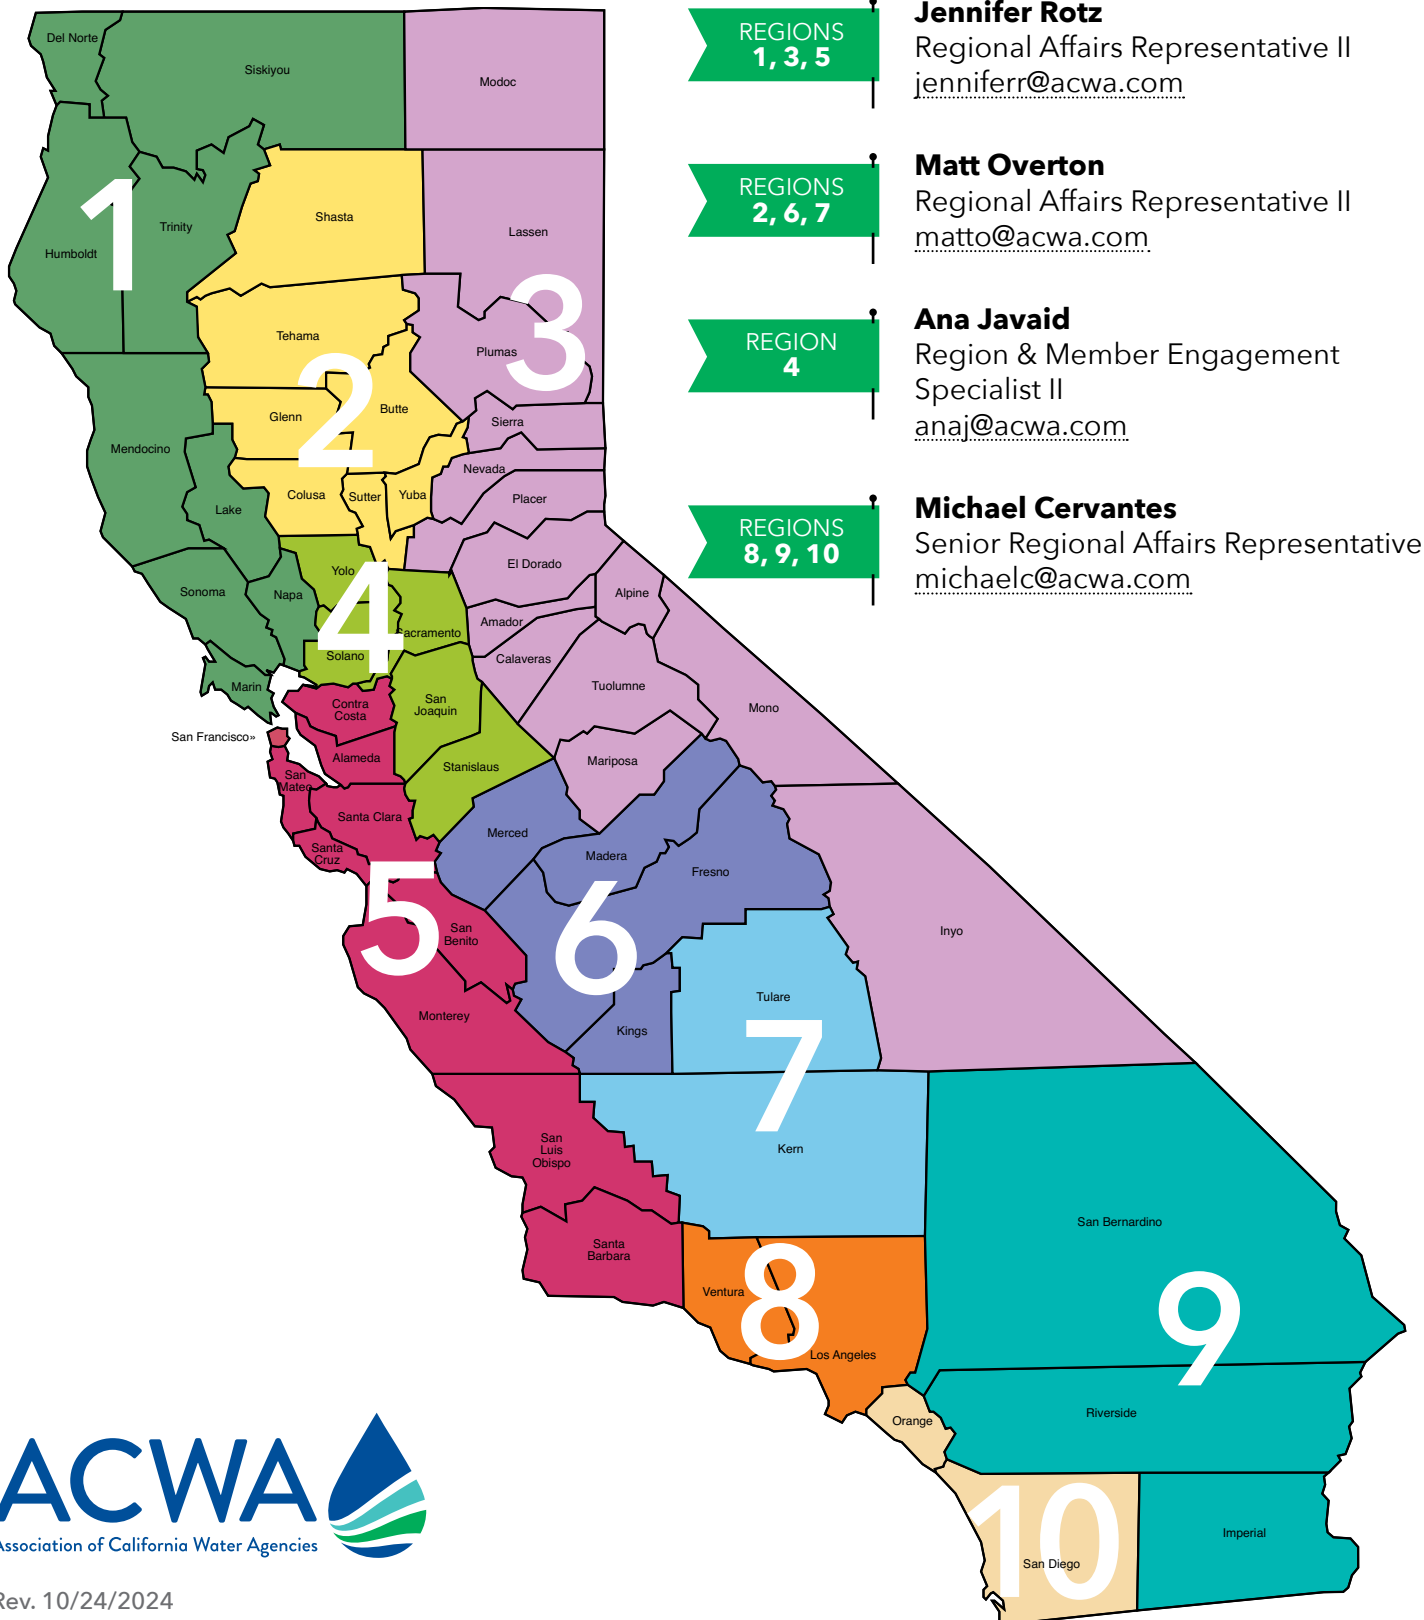 Del Norte
Siskiyou
Modoc
1
Trinity
Humboldt
Shasta
Lassen
3
Tehama
Plumas
2
Glenn
Butte
Sierra
Mendocino
Nevada
Colusa
Sutter
Yuba
Placer
Lake
El Dorado
Yolo
Alpine
Sonoma
Napa
4
Amador
Sacramento
Solano
Calaveras
Marin
Tuolumne
Contra
Costa
San
Joaquin
Mono
San Francisco»
Alameda
Stanislaus
Mariposa
San
Mateo
Santa Clara
Merced
Santa
Cruz
Madera
Fresno
5
6
San
Benito
Inyo
Tulare
Monterey
Kings
7
San
Luis
Obispo
Kern
San Bernardino
Santa
Barbara
Ventura
8
9
Los Angeles
Orange
Riverside
10
Imperial
San Diego
REGIONS
1, 3, 5
Jennifer Rotz
Regional Affairs Representative II
jenniferr@acwa.com
REGIONS
2, 6, 7
Matt Overton
Regional Affairs Representative II
matto@acwa.com
REGION
4
Ana Javaid
Region & Member Engagement
Specialist II
anaj@acwa.com
REGIONS
8, 9, 10
Michael Cervantes
Senior Regional Affairs Representative
michaelc@acwa.com
ACWA
Association of California Water Agencies
Rev. 10/24/2024